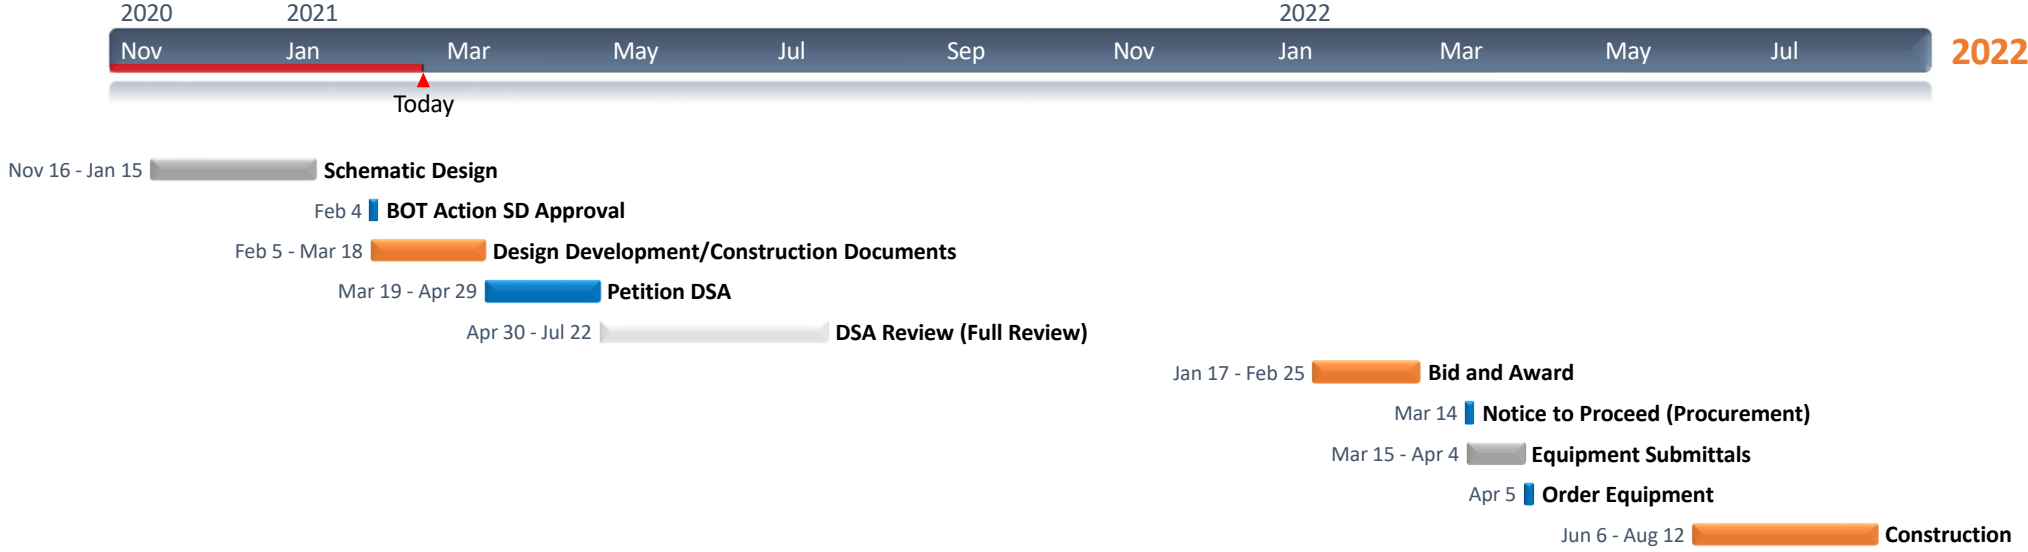 2020 2021 2022
Nov Jan Mar May Jul Sep Nov Jan Mar May Jul 2022
Today
Nov 16 - Jan 15 Schematic Design
Feb 4 BOT Action SD Approval
Feb 5 - Mar 18 Design Development/Construction Documents
Mar 19 - Apr 29 Petition DSA
Apr 30 - Jul 22 DSA Review (Full Review)
Jan 17 - Feb 25 Bid and Award
Mar 14 Notice to Proceed (Procurement)
Mar 15 - Apr 4 Equipment Submittals
Apr 5 Order Equipment
Jun 6 - Aug 12 Construction